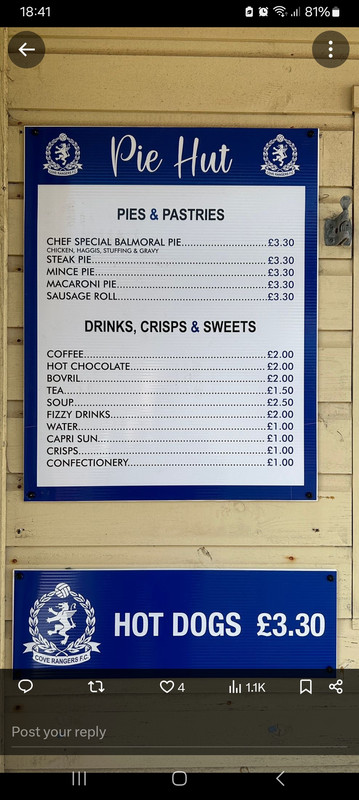 18:41
81%
Pie Hut
PIES & PASTRIES
CHEF SPECIAL BALMORAL PIE...........................£3.30
CHICKEN, HAGGIS, STUFFING & GRAVY
STEAK PIE...........................£3.30
MINCE PIE...........................£3.30
MACARONI PIE...........................£3.30
SAUSAGE ROLL...........................£3.30
DRINKS, CRISPS & SWEETS
COFFEE...........................£2.00
HOT CHOCOLATE...........................£2.00
BOVRIL...........................£2.00
TEA...........................£1.50
SOUP...........................£2.50
FIZZY DRINKS...........................£2.00
WATER...........................£1.00
CAPRI SUN...........................£1.00
CRISPS...........................£1.00
CONFECTIONERY...........................£1.00
HOT DOGS £3.30
COVE RANGERS F.C
4 1.1K
Post your reply